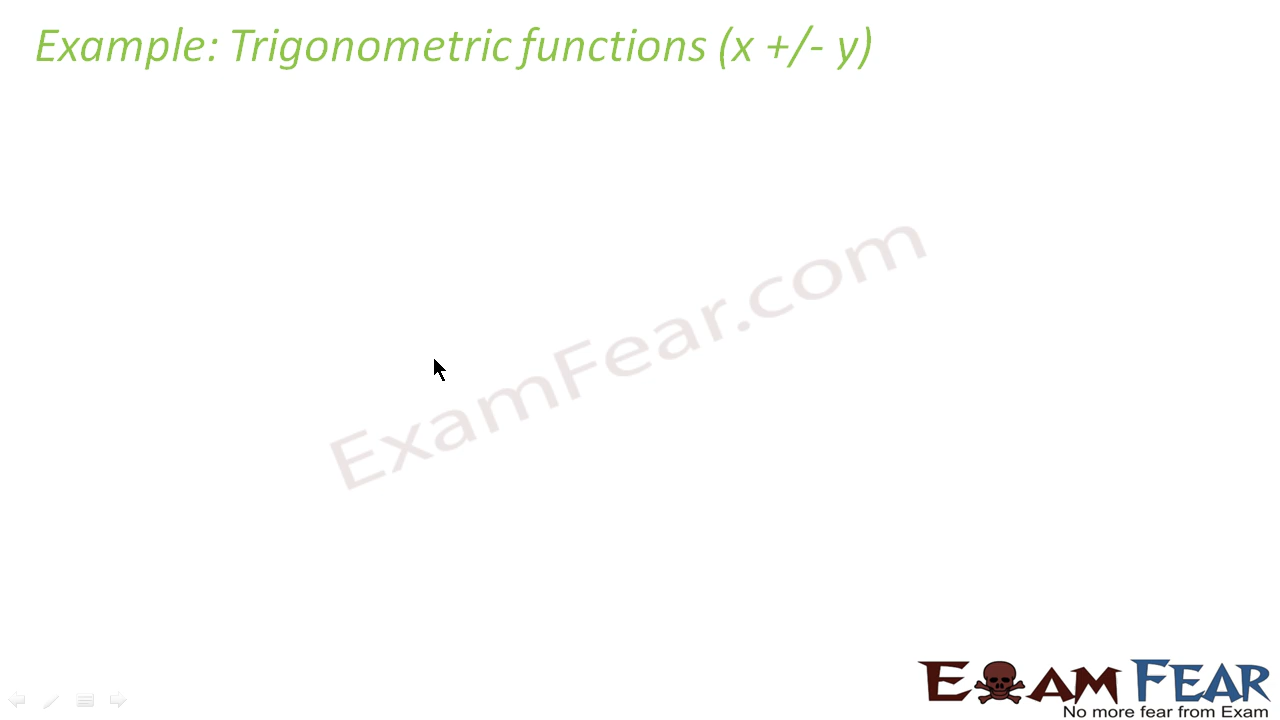 Example: Trigonometric functions (x +/- y)
ExamFear.com
EXAM FEAR
No more fear from Exam